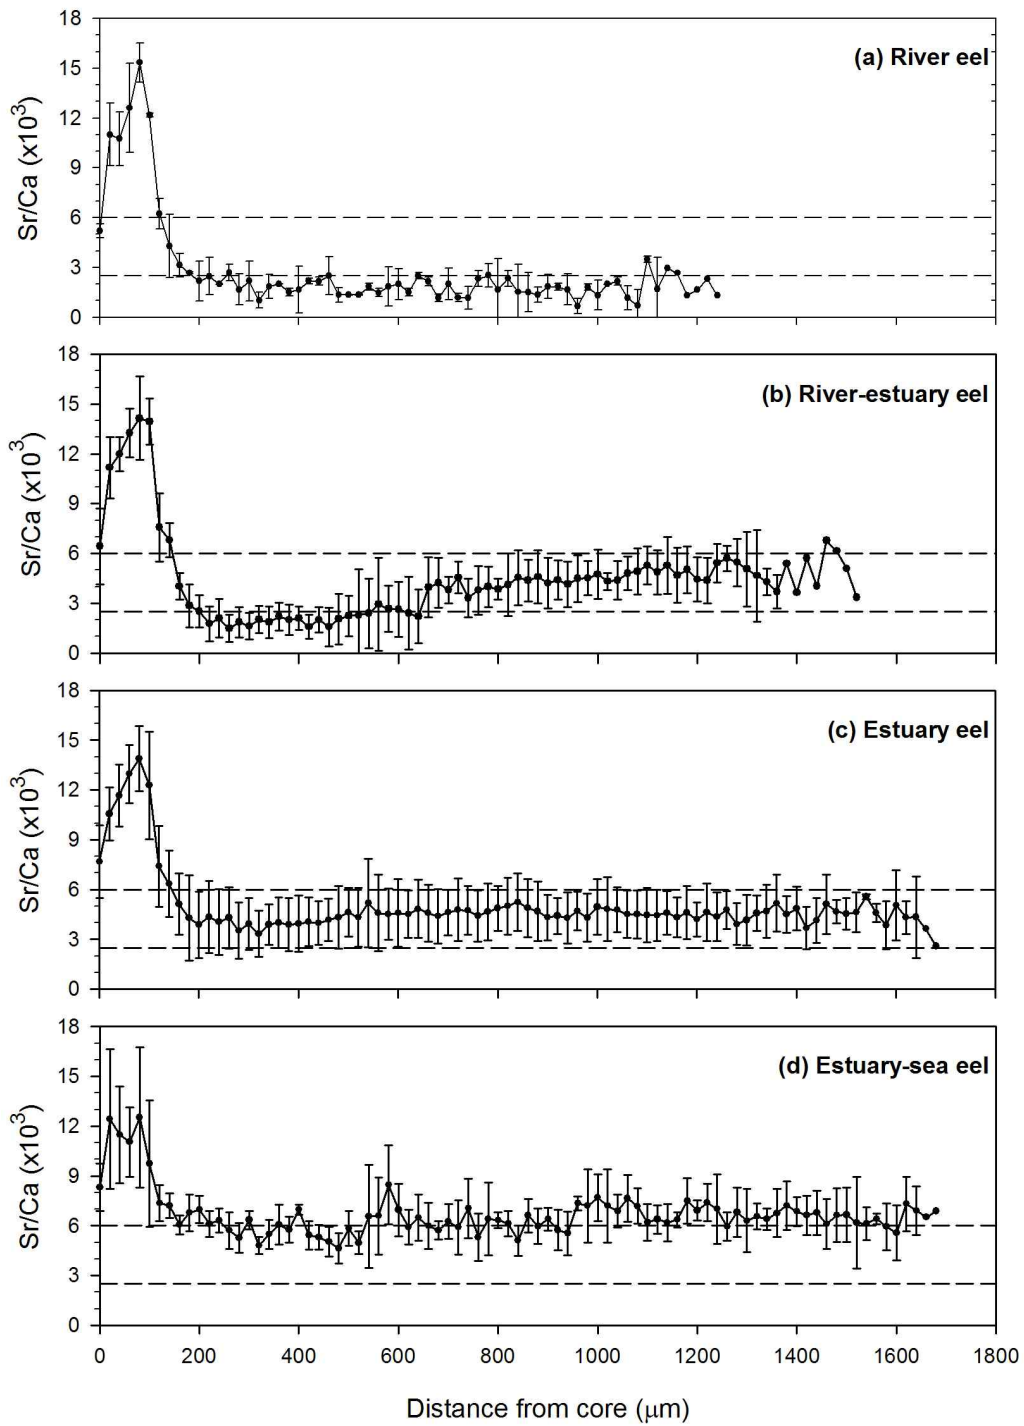 18
15
12
9
6
3
0
Sr/Ca (x10³)
(a) River eel
18
15
12
9
6
3
0
Sr/Ca (x10³)
(b) River-estuary eel
18
15
12
9
6
3
0
Sr/Ca (x10³)
(c) Estuary eel
18
15
12
9
6
3
0
Sr/Ca (x10³)
(d) Estuary-sea eel
0 200 400 600 800 1000 1200 1400 1600 1800
Distance from core (μm)